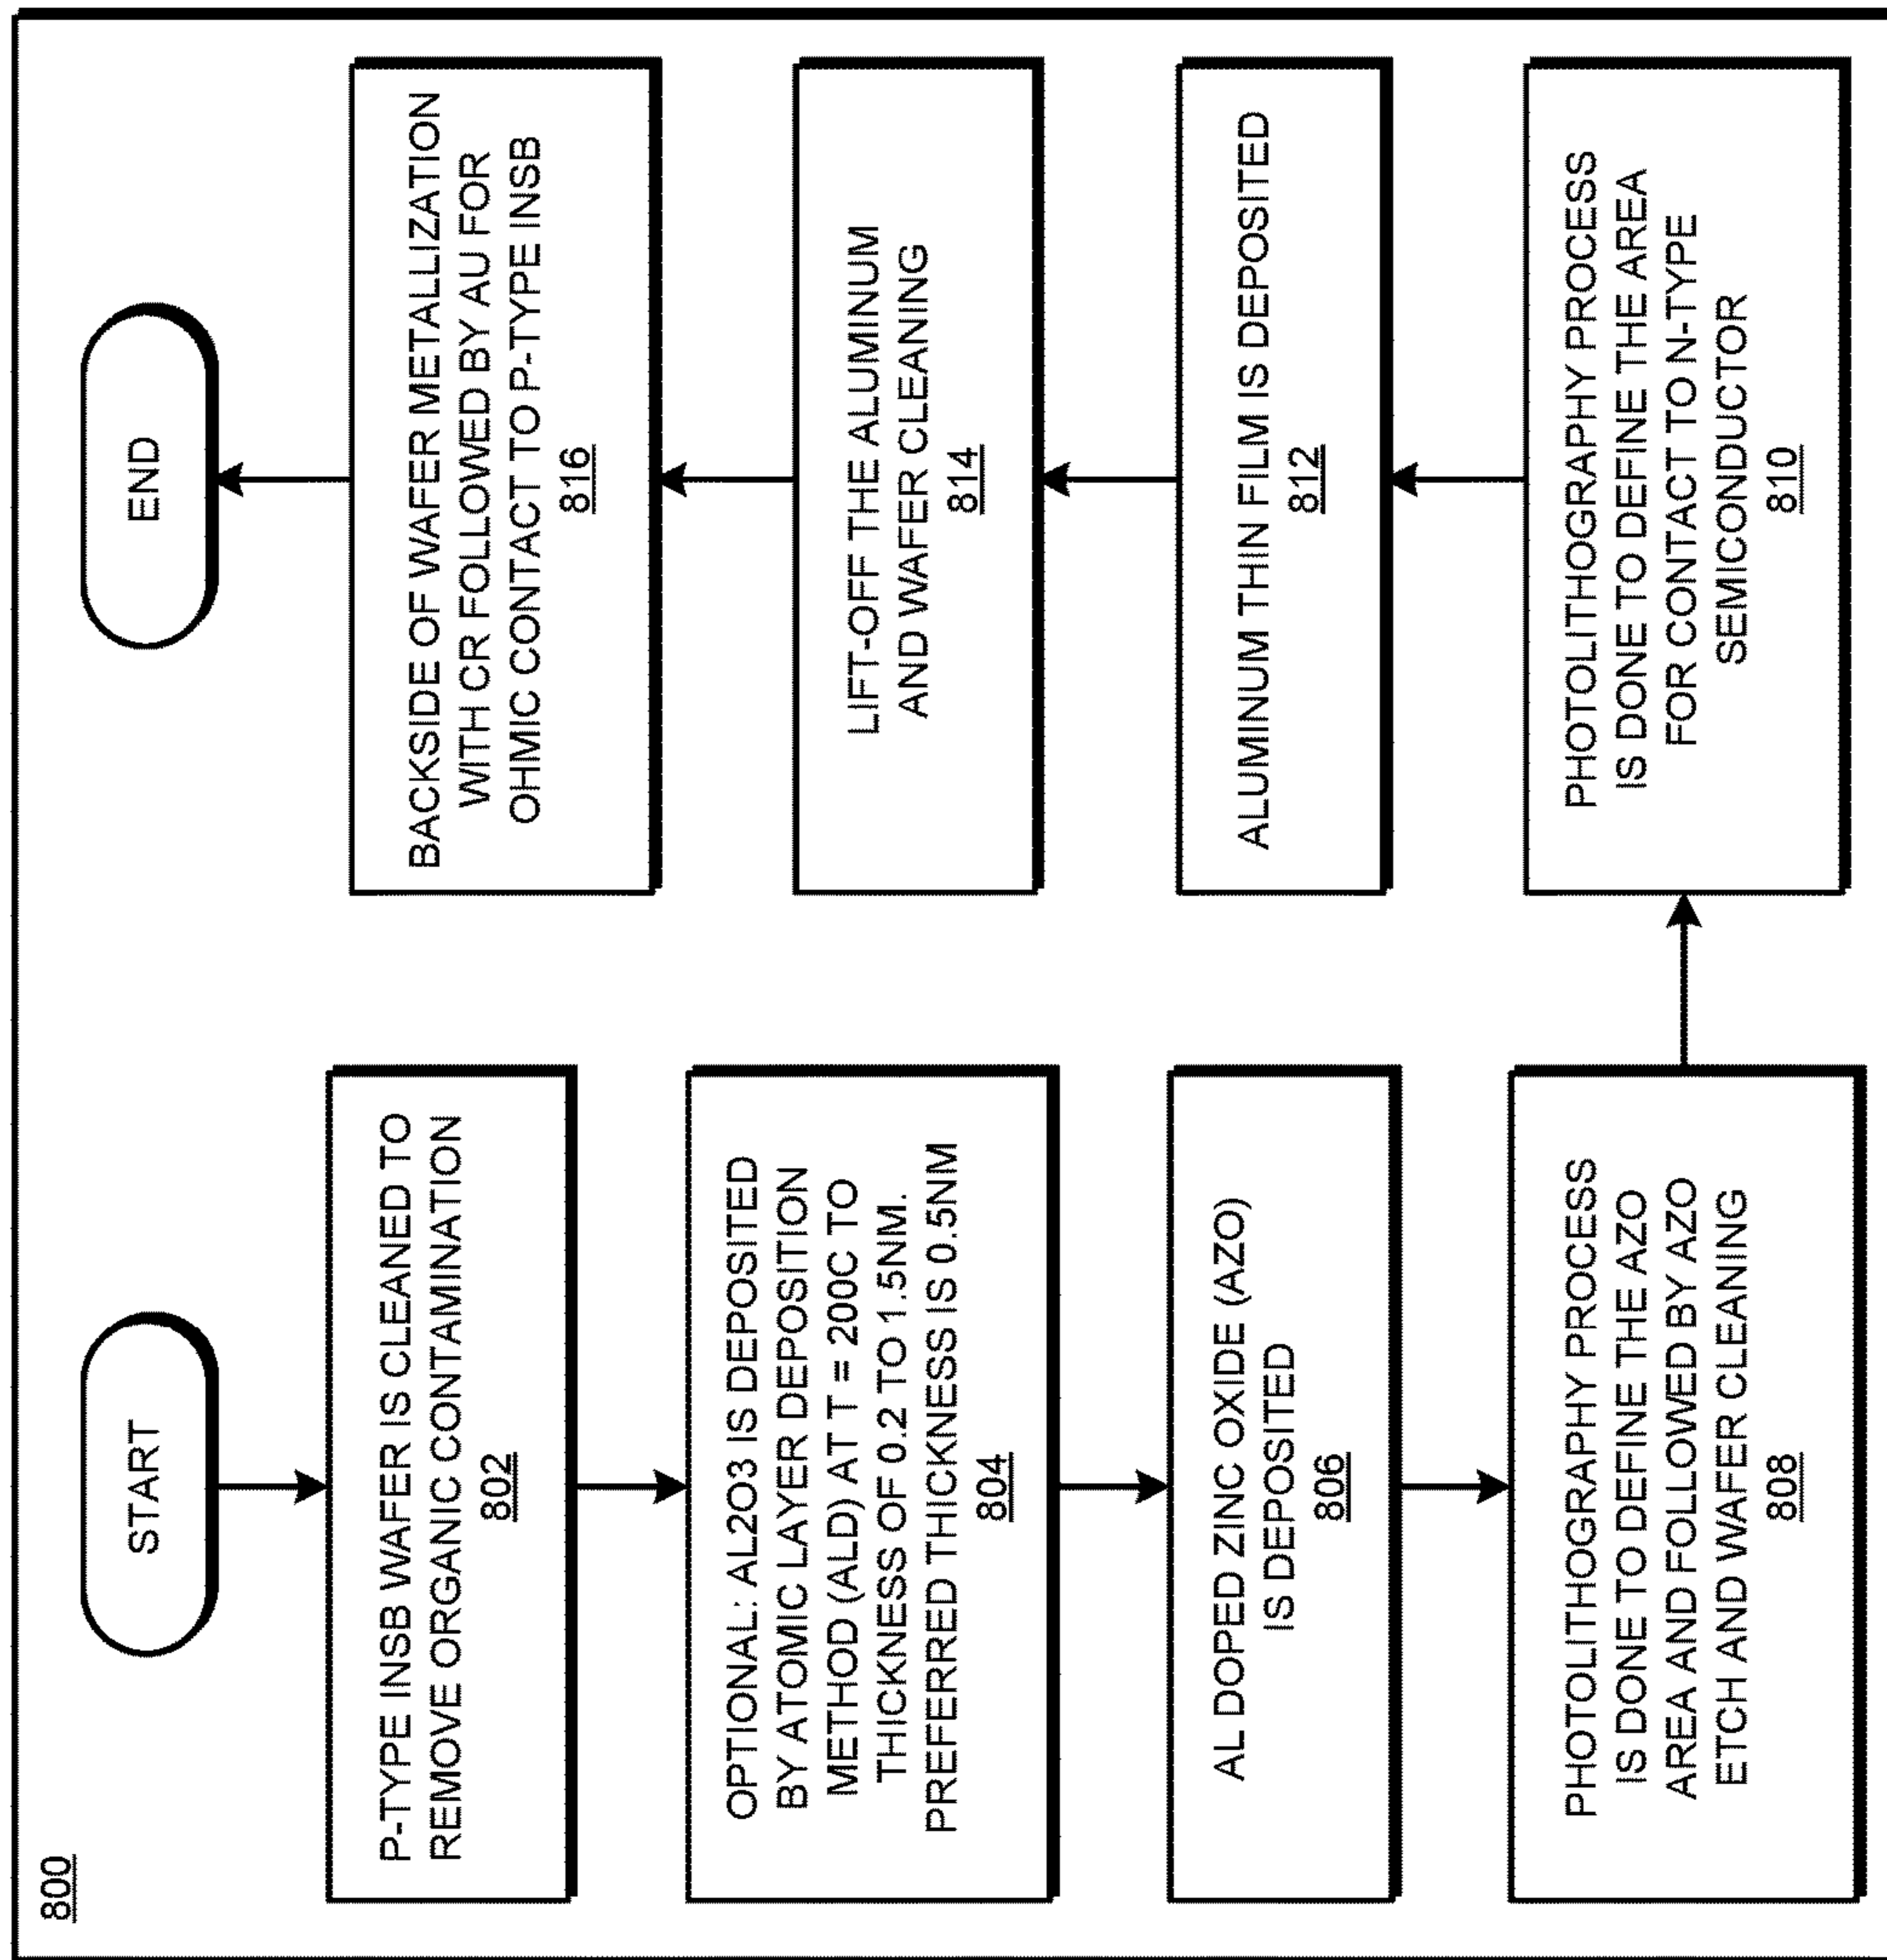 800
START
P-TYPE INSB WAFER IS CLEANED TO
REMOVE ORGANIC CONTAMINATION
802
OPTIONAL: AL2O3 IS DEPOSITED
BY ATOMIC LAYER DEPOSITION
METHOD (ALD) AT T = 200C TO
THICKNESS OF 0.2 TO 1.5NM.
PREFERRED THICKNESS IS 0.5NM
804
AL DOPED ZINC OXIDE (AZO)
IS DEPOSITED
806
PHOTOLITHOGRAPHY PROCESS
IS DONE TO DEFINE THE AZO
AREA AND FOLLOWED BY AZO
ETCH AND WAFER CLEANING
808
PHOTOLITHOGRAPHY PROCESS
IS DONE TO DEFINE THE AREA
FOR CONTACT TO N-TYPE
SEMICONDUCTOR
810
ALUMINUM THIN FILM IS DEPOSITED
812
LIFT-OFF THE ALUMINUM
AND WAFER CLEANING
814
BACKSIDE OF WAFER METALLIZATION
WITH CR FOLLOWED BY AU FOR
OHMIC CONTACT TO P-TYPE INSB
816
END